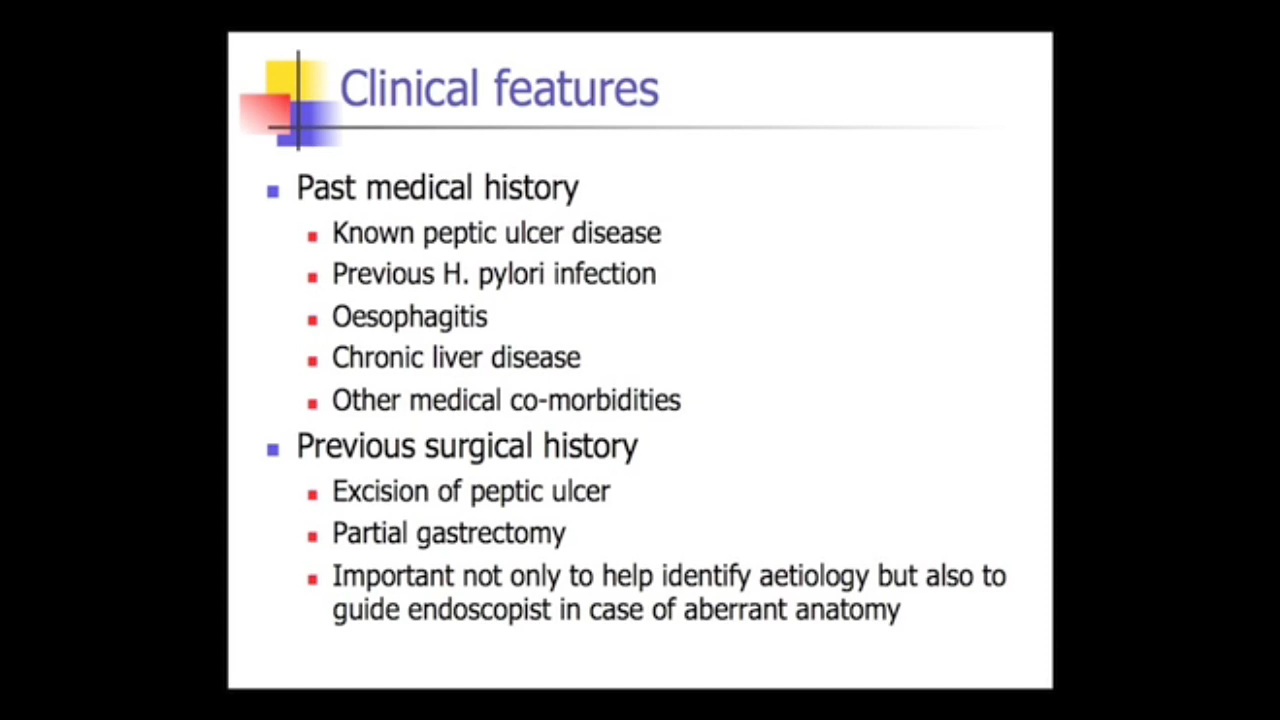 Clinical features
Past medical history
Known peptic ulcer disease
Previous H. pylori infection
Oesophagitis
Chronic liver disease
Other medical co-morbidities
Previous surgical history
Excision of peptic ulcer
Partial gastrectomy
Important not only to help identify aetiology but also to
guide endoscopist in case of aberrant anatomy